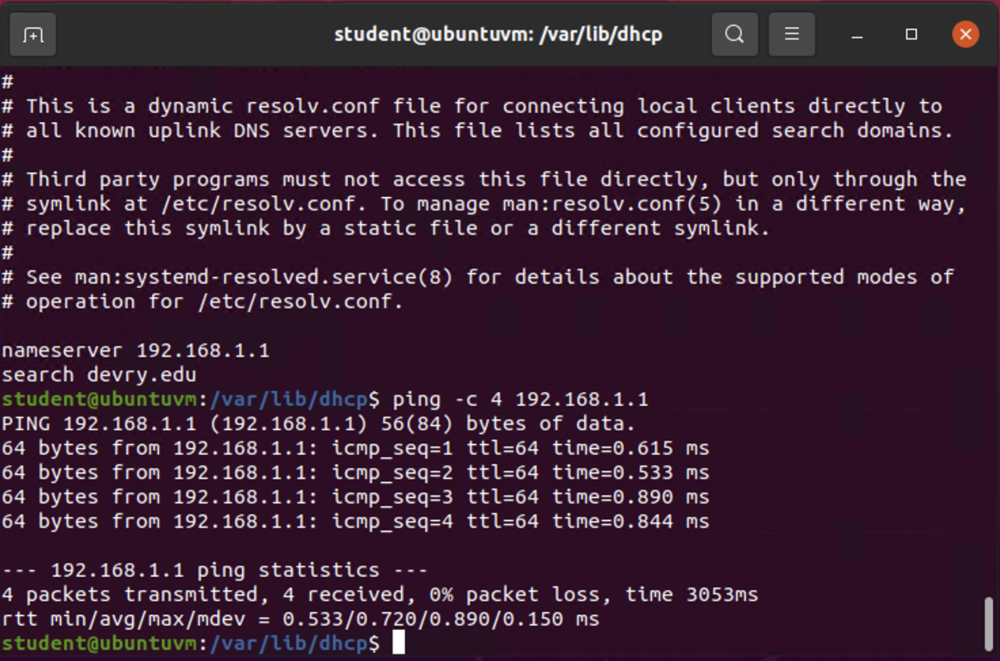 student@ubuntuvm: /var/lib/dhcp
#
# This is a dynamic resolv.conf file for connecting local clients directly to
# all known uplink DNS servers. This file lists all configured search domains.
#
# Third party programs must not access this file directly, but only through the
# symlink at /etc/resolv.conf. To manage man:resolv.conf(5) in a different way,
# replace this symlink by a static file or a different symlink.
#
# See man:systemd-resolved.service(8) for details about the supported modes of
# operation for /etc/resolv.conf.

nameserver 192.168.1.1
search devry.edu
student@ubuntuvm:/var/lib/dhcp$ ping -c 4 192.168.1.1
PING 192.168.1.1 (192.168.1.1) 56(84) bytes of data.
64 bytes from 192.168.1.1: icmp_seq=1 ttl=64 time=0.615 ms
64 bytes from 192.168.1.1: icmp_seq=2 ttl=64 time=0.533 ms
64 bytes from 192.168.1.1: icmp_seq=3 ttl=64 time=0.890 ms
64 bytes from 192.168.1.1: icmp_seq=4 ttl=64 time=0.844 ms

--- 192.168.1.1 ping statistics ---
4 packets transmitted, 4 received, 0% packet loss, time 3053ms
rtt min/avg/max/mdev = 0.533/0.720/0.890/0.150 ms
student@ubuntuvm:/var/lib/dhcp$